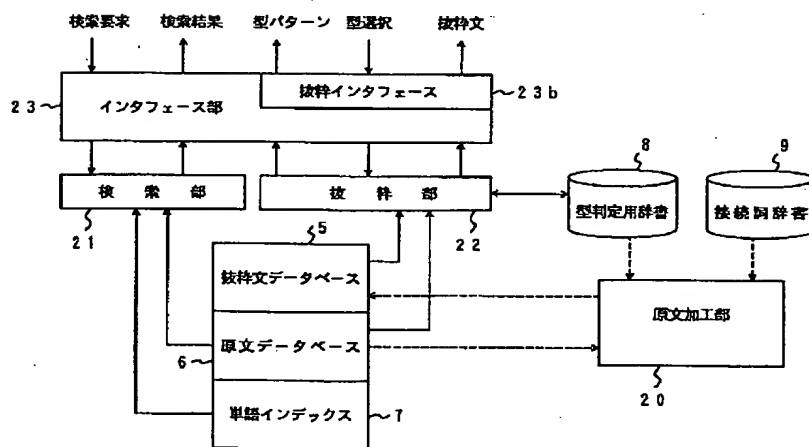 検索要求 検索結果 型パターン 型選択 抜粋文
抜粋インタフェース
23 インタフェース部 23b
検索部 抜粋部 8 9
型判定用辞書 接続詞辞書
21 5 22
抜粋文データベース
原文加工部
6 原文データベース
20
単語インデックス 7